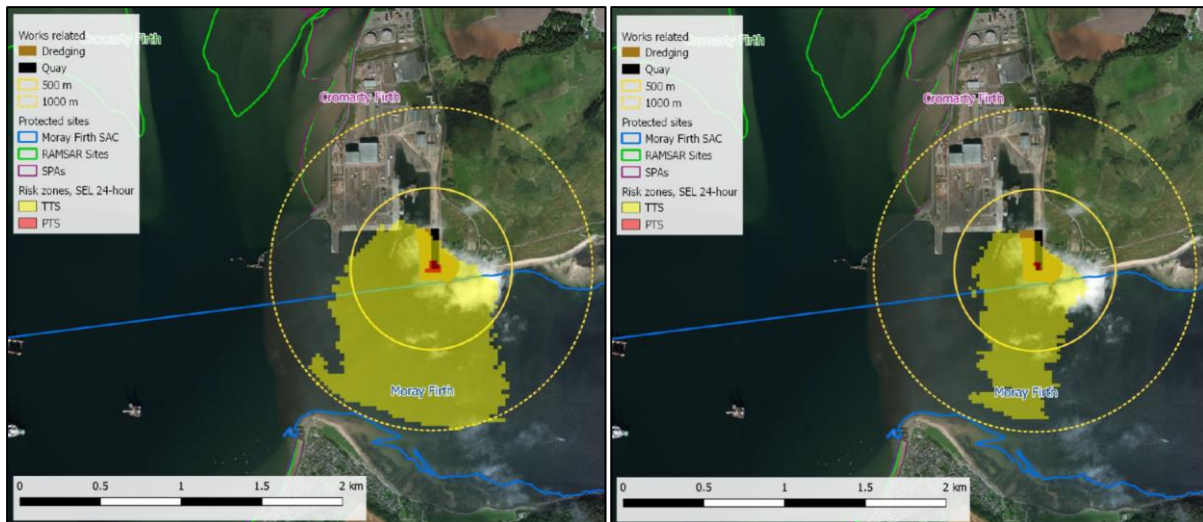 Works related
Dredging
Quay
500 m
1000 m
Protected sites
Moray Firth SAC
RAMSAR Sites
SPAs
Risk zones, SEL 24-hour
TTS
PTS
Cromarty Firth
Cromarty Firth
Moray Firth
0 0.5 1 1.5 2 km
Works related
Dredging
Quay
500 m
1000 m
Protected sites
Moray Firth SAC
RAMSAR Sites
SPAs
Risk zones, SEL 24-hour
TTS
PTS
Cromarty Firth
Cromarty Firth
Moray Firth
0 0.5 1 1.5 2 km